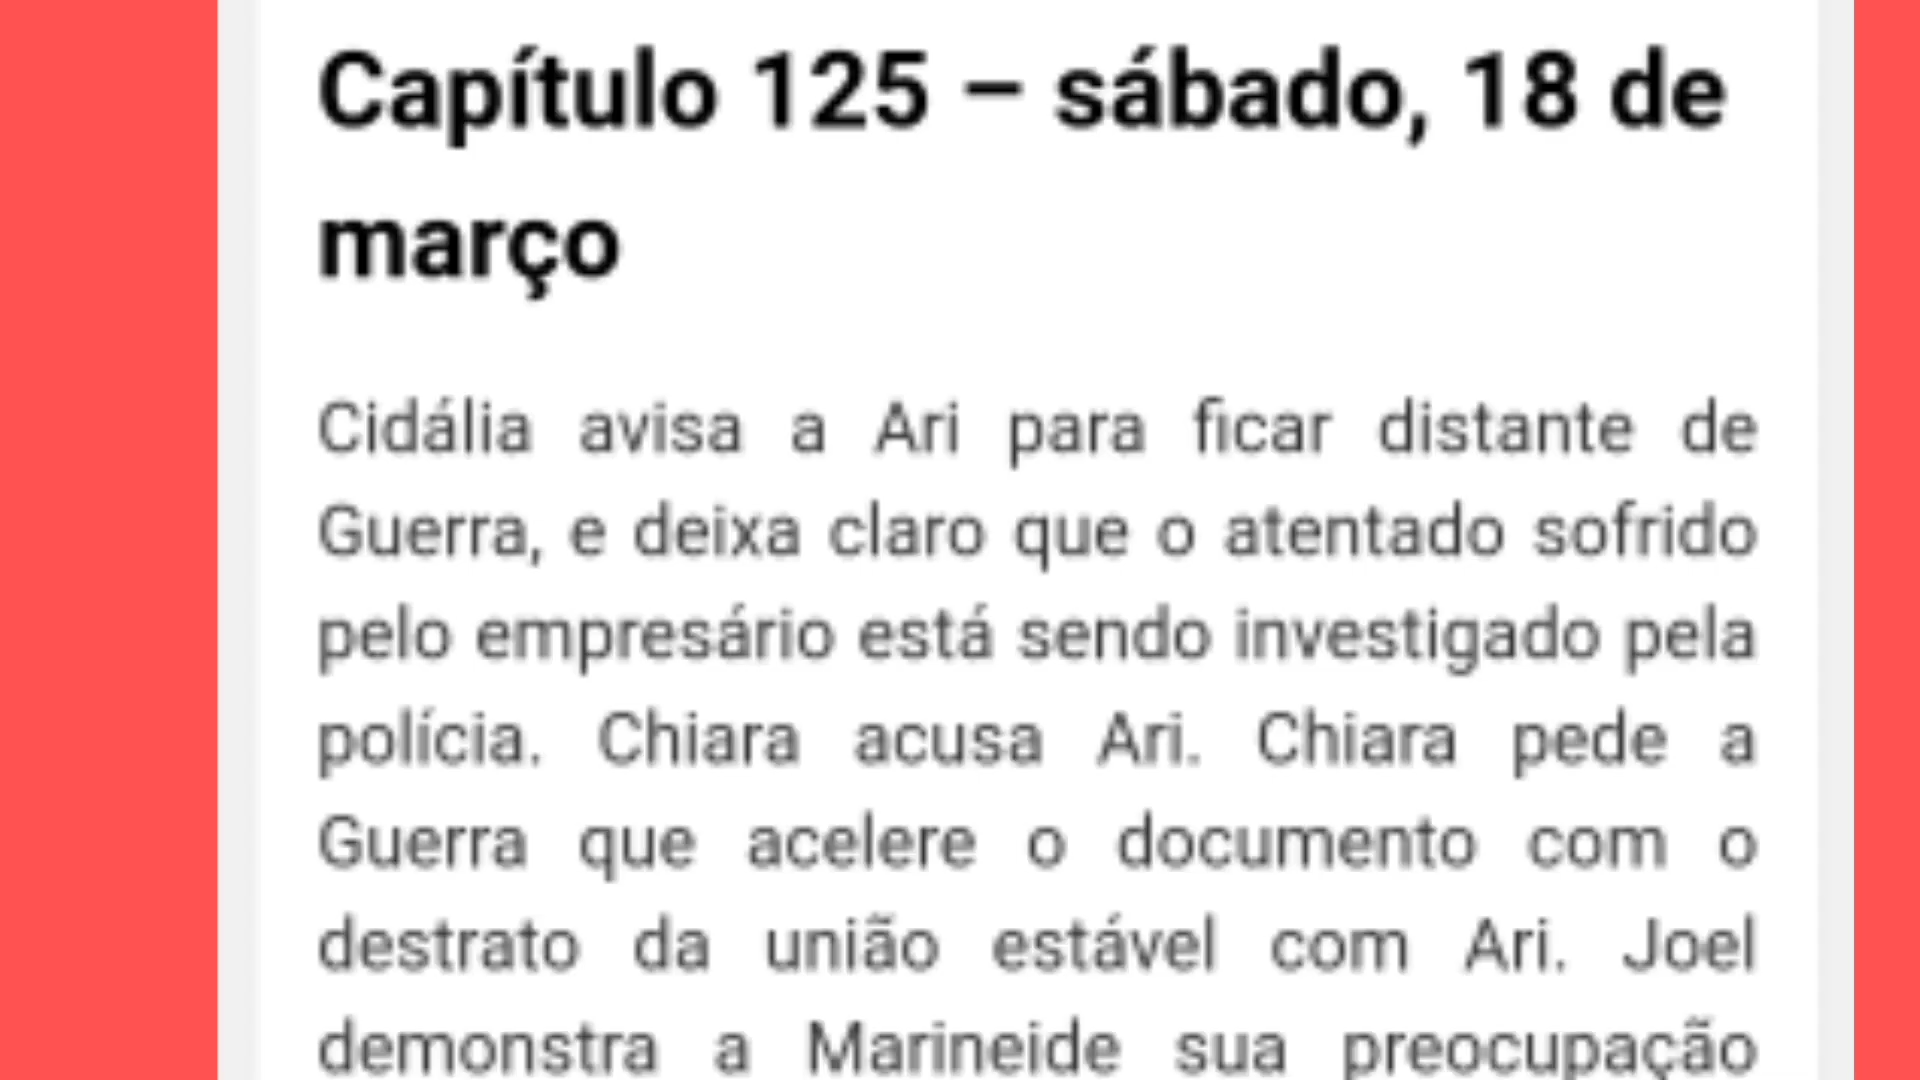 Capítulo 125 – sábado, 18 de
março
Cidália avisa a Ari para ficar distante de
Guerra, e deixa claro que o atentado sofrido
pelo empresário está sendo investigado pela
polícia. Chiara acusa Ari. Chiara pede a
Guerra que acelere o documento com o
destrato da união estável com Ari. Joel
demonstra a Marineide sua preocupação